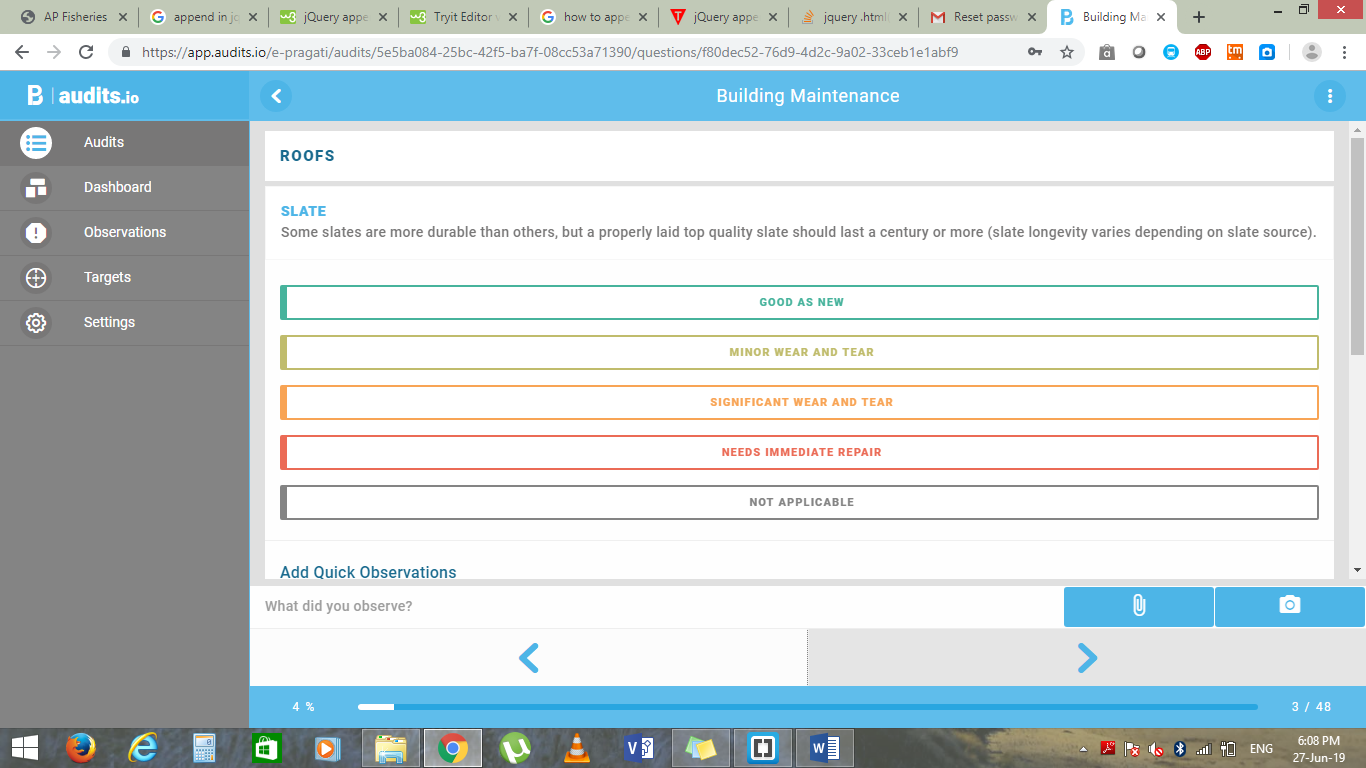 AP Fisheries
append in jq
jQuery appe
Tryit Editor v
how to appe
jQuery appe
jquery .html(
Reset passw
Building Ma
https://app.audits.io/e-pragati/audits/5e5ba084-25bc-42f5-ba7f-08cc53a71390/questions/f80dec52-76d9-4d2c-9a02-33ceb1e1abf9
B | audits.io
Building Maintenance
Audits
Dashboard
Observations
Targets
Settings
ROOFS
SLATE
Some slates are more durable than others, but a properly laid top quality slate should last a century or more (slate longevity varies depending on slate source).
GOOD AS NEW
MINOR WEAR AND TEAR
SIGNIFICANT WEAR AND TEAR
NEEDS IMMEDIATE REPAIR
NOT APPLICABLE
Add Quick Observations
What did you observe?
4 %
3 / 48
ENG
6:08 PM
27-Jun-19